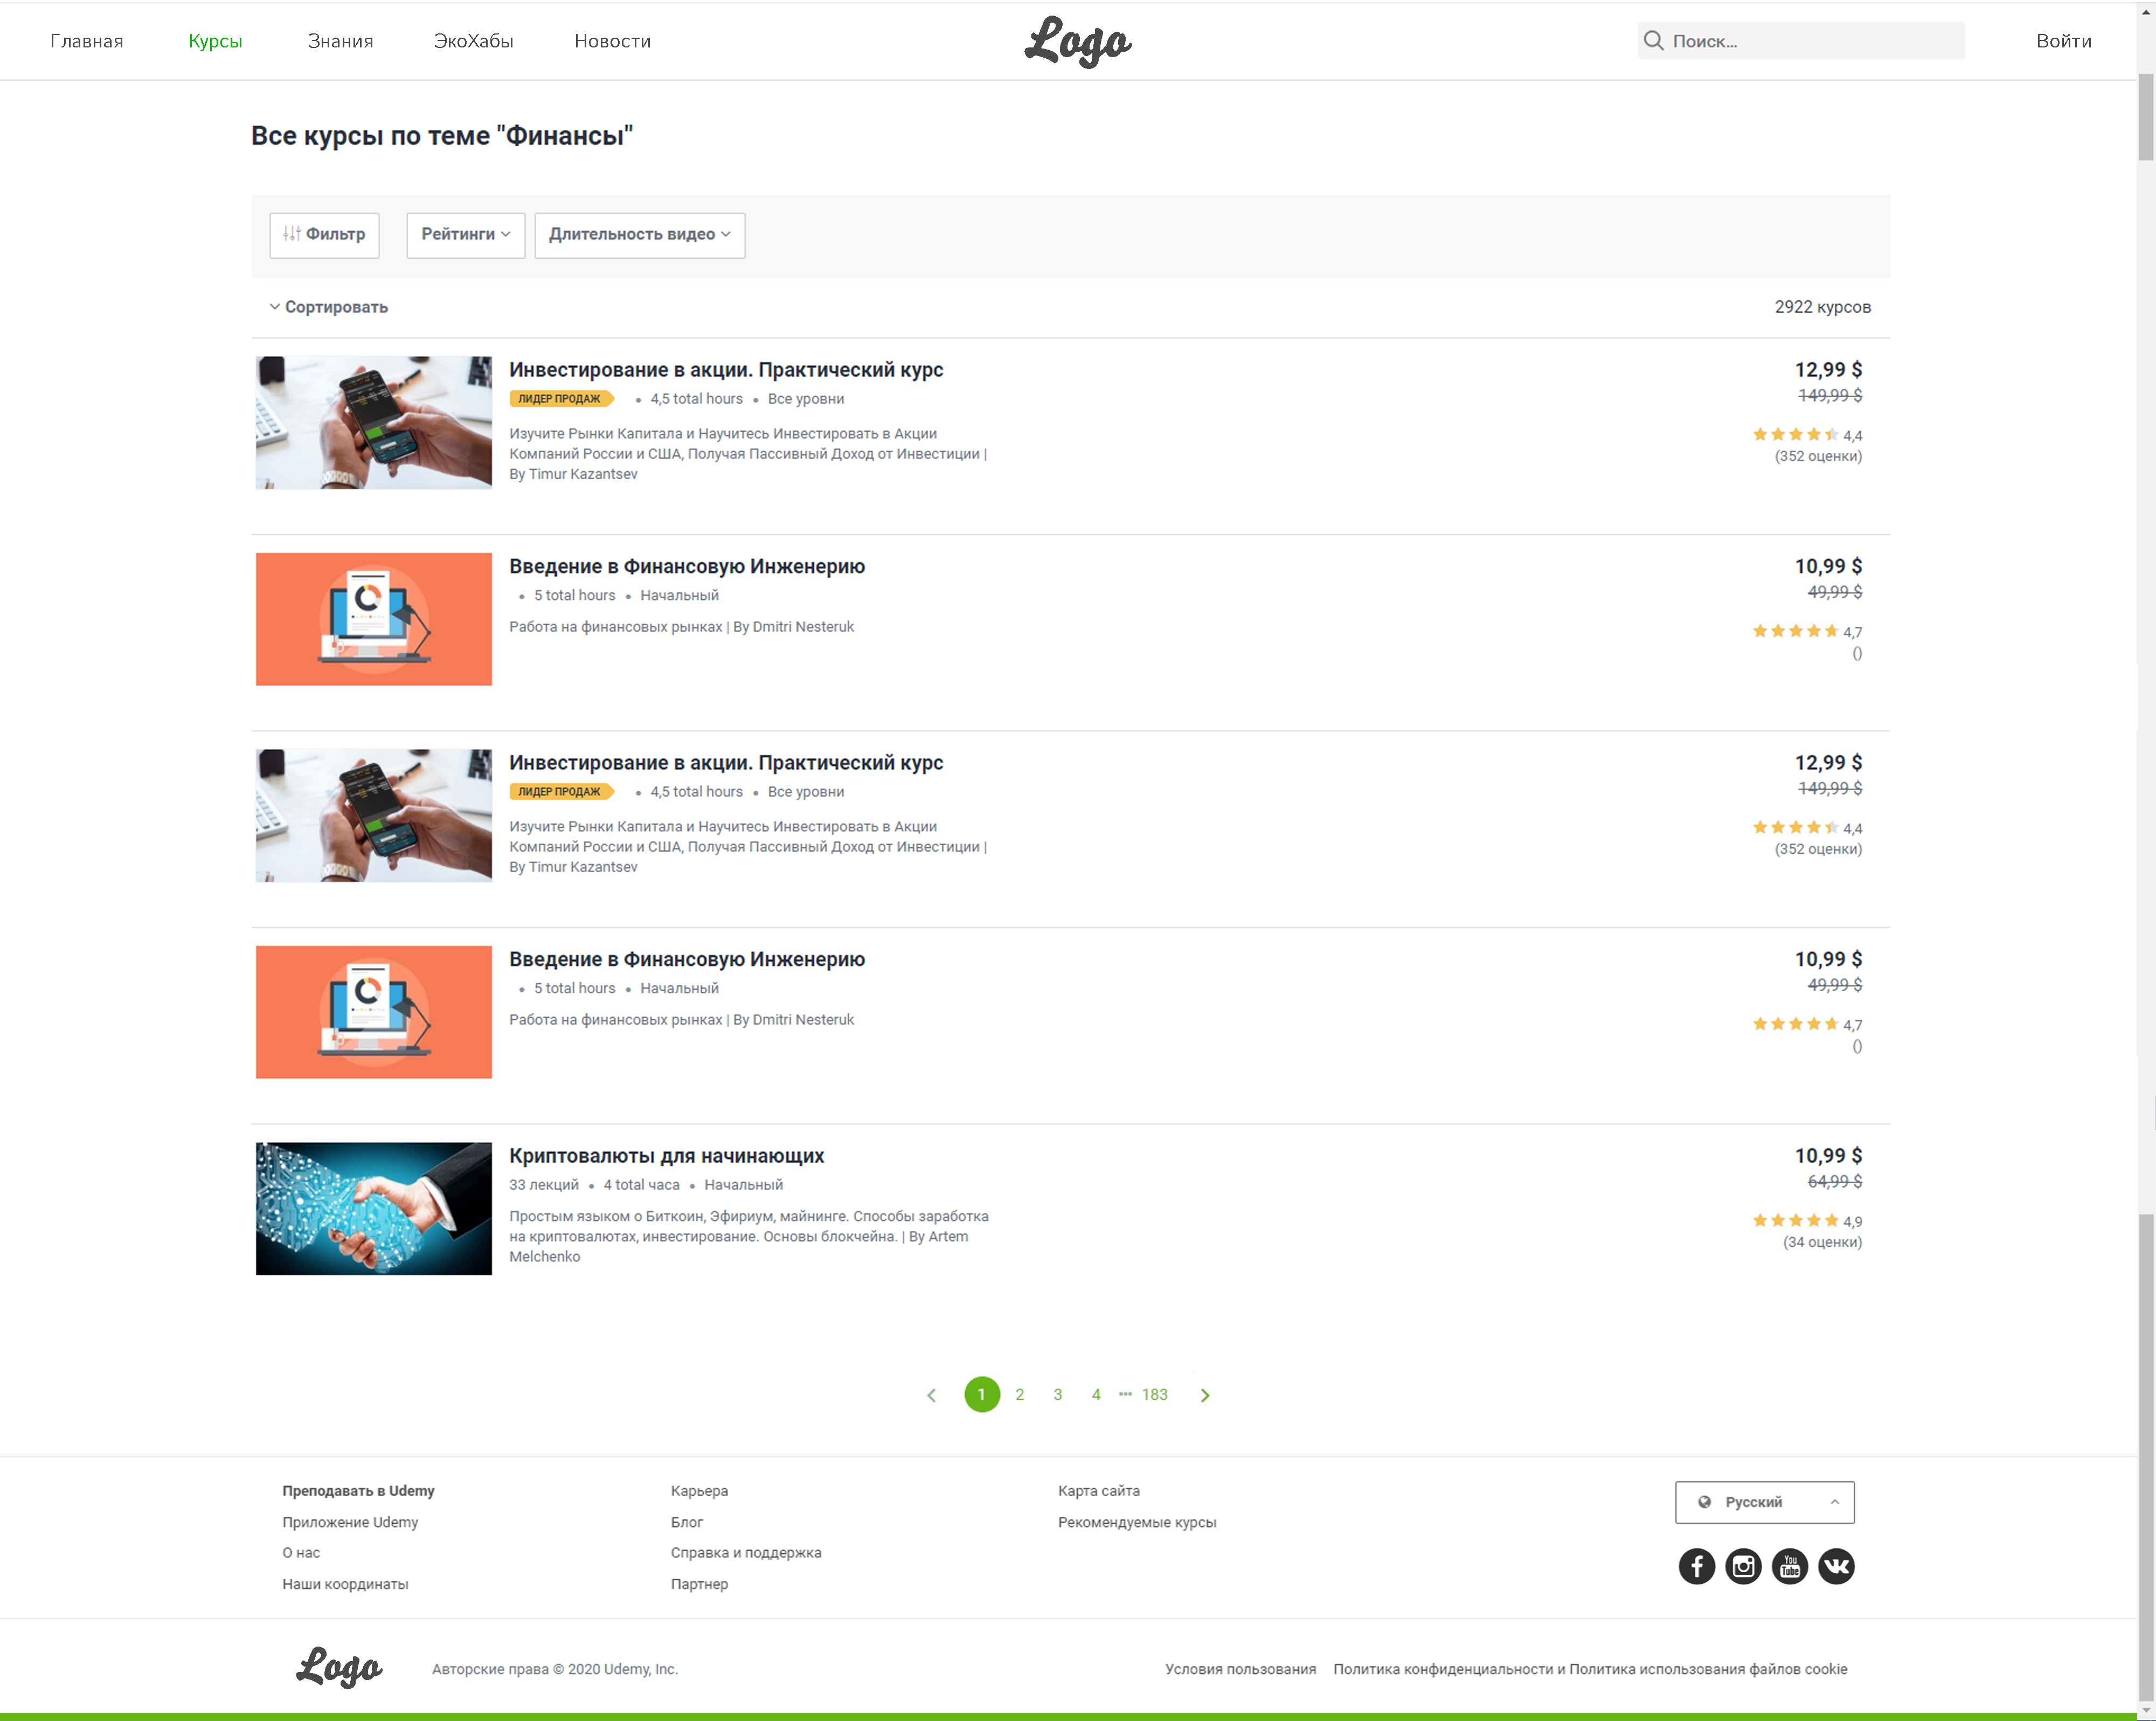 Главная Курсы Знания ЭкоХабы Новости Logo Поиск... Войти
Все курсы по теме "Финансы"
Фильтр Рейтинги Длительность видео
Сортировать 2922 курсов
Инвестирование в акции. Практический курс 12,99 $
ЛИДЕР ПРОДАЖ • 4,5 total hours • Все уровни 149,99 $
Изучите Рынки Капитала и Научитесь Инвестировать в Акции 4,4
Компаний России и США, Получая Пассивный Доход от Инвестиции | (352 оценки)
By Timur Kazantsev
Введение в Финансовую Инженерию 10,99 $
• 5 total hours • Начальный 49,99 $
Работа на финансовых рынках | By Dmitri Nesteruk 4,7
()
Инвестирование в акции. Практический курс 12,99 $
ЛИДЕР ПРОДАЖ • 4,5 total hours • Все уровни 149,99 $
Изучите Рынки Капитала и Научитесь Инвестировать в Акции 4,4
Компаний России и США, Получая Пассивный Доход от Инвестиции | (352 оценки)
By Timur Kazantsev
Введение в Финансовую Инженерию 10,99 $
• 5 total hours • Начальный 49,99 $
Работа на финансовых рынках | By Dmitri Nesteruk 4,7
()
Криптовалюты для начинающих 10,99 $
33 лекций • 4 total часа • Начальный 64,99 $
Простым языком о Биткоин, Эфириум, майнинге. Способы заработка 4,9
на криптовалютах, инвестирование. Основы блокчейна. | By Artem (34 оценки)
Melchenko
1 2 3 4 ••• 183
Преподавать в Udemy Карьера Карта сайта Русский
Приложение Udemy Блог Рекомендуемые курсы
О нас Справка и поддержка You Tube
Наши координаты Партнер
Logo Авторские права © 2020 Udemy, Inc. Условия пользования Политика конфиденциальности и Политика использования файлов cookie